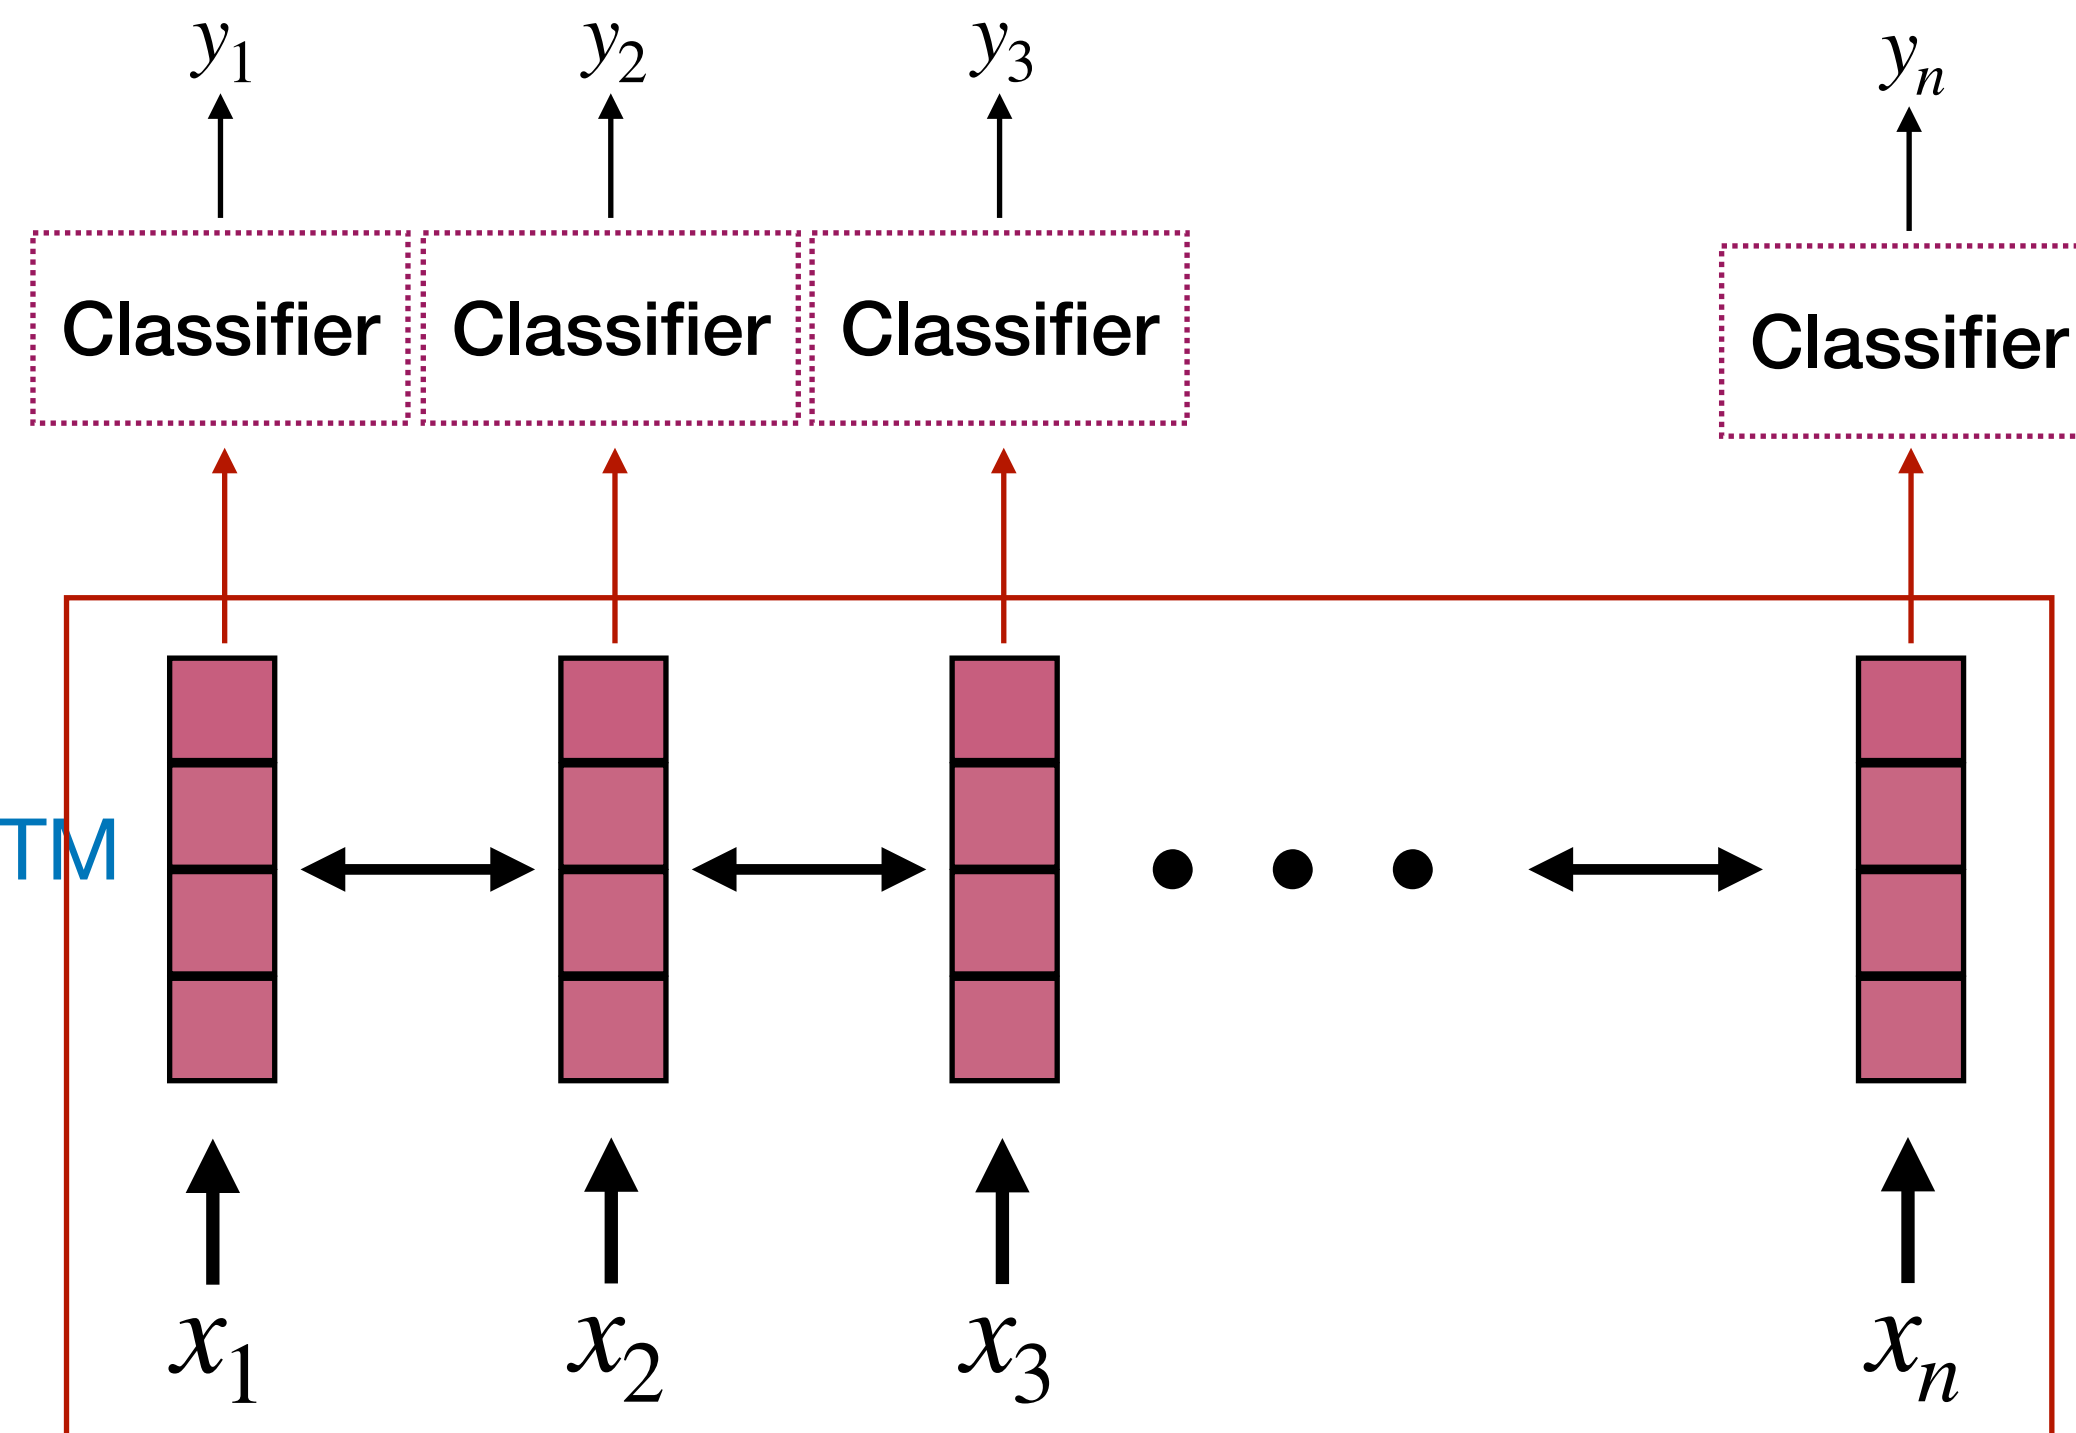 y₁ y₂ y₃ yₙ
Classifier Classifier Classifier Classifier
TM
x₁ x₂ x₃ xₙ